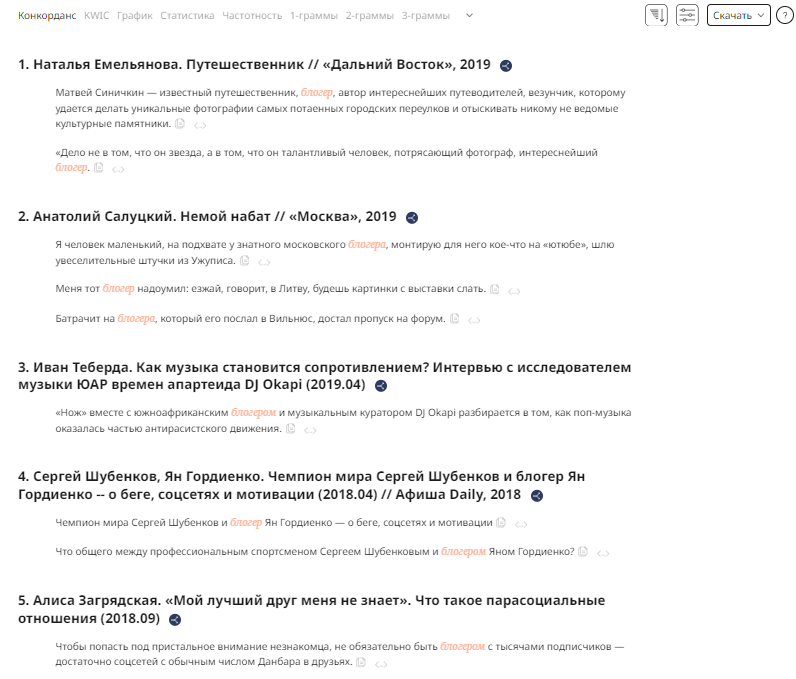 Конкорданс KWIC График Статистика Частотность 1-граммы 2-граммы 3-граммы
Скачать ?
1. Наталья Емельянова. Путешественник // «Дальний Восток», 2019
Матвей Синичкин — известный путешественник, блогер, автор интереснейших путеводителей, везунчик, которому
удается делать уникальные фотографии самых потаенных городских переулков и отыскивать никому не ведомые
культурные памятники. <...>
«Дело не в том, что он звезда, а в том, что он талантливый человек, потрясающий фотограф, интереснейший
блогер. <...>
2. Анатолий Салуцкий. Немой набат // «Москва», 2019
Я человек маленький, на подхвате у знатного московского блогера, монтирую для него кое-что на «ютюбе», шлю
увеселительные штучки из Ужуписа. <...>
Меня тот блогер надоумил: езжай, говорит, в Литву, будешь картинки с выставки слать. <...>
Батрачит на блогера, который его послал в Вильнюс, достал пропуск на форум. <...>
3. Иван Теберда. Как музыка становится сопротивлением? Интервью с исследователем
музыки ЮАР времен апартеида DJ Okapi (2019.04)
«Нож» вместе с южноафриканским блогером и музыкальным куратором DJ Okapi разбирается в том, как поп-музыка
оказалась частью антирасистского движения. <...>
4. Сергей Шубенков, Ян Гордиенко. Чемпион мира Сергей Шубенков и блогер Ян
Гордиенко -- о беге, соцсетях и мотивации (2018.04) // Афиша Daily, 2018
Чемпион мира Сергей Шубенков и блогер Ян Гордиенко — о беге, соцсетях и мотивации <...>
Что общего между профессиональным спортсменом Сергеем Шубенковым и блогером Яном Гордиенко? <...>
5. Алиса Загрядская. «Мой лучший друг меня не знает». Что такое парасоциальные
отношения (2018.09)
Чтобы попасть под пристальное внимание незнакомца, не обязательно быть блогером с тысячами подписчиков —
достаточно соцсетей с обычным числом Данбара в друзьях. <...>